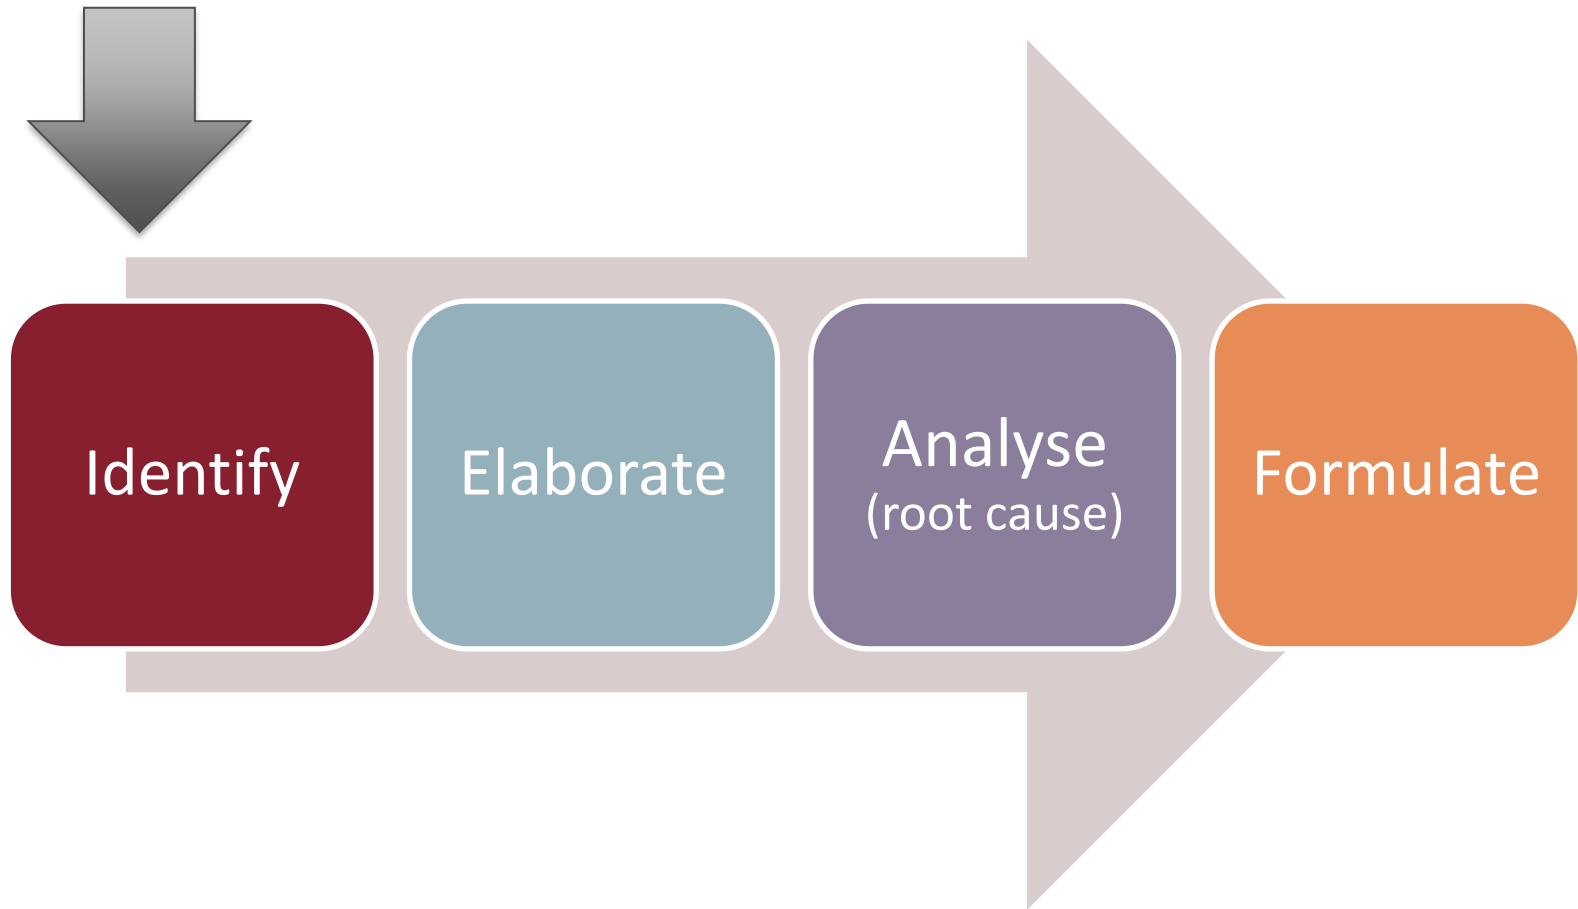 Identify
Elaborate
Analyse
(root cause)
Formulate